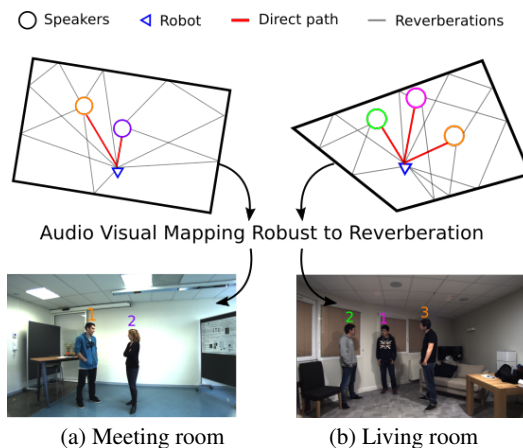 Speakers Robot Direct path Reverberations
Audio Visual Mapping Robust to Reverberation
1 2
2 1 3
(a) Meeting room (b) Living room